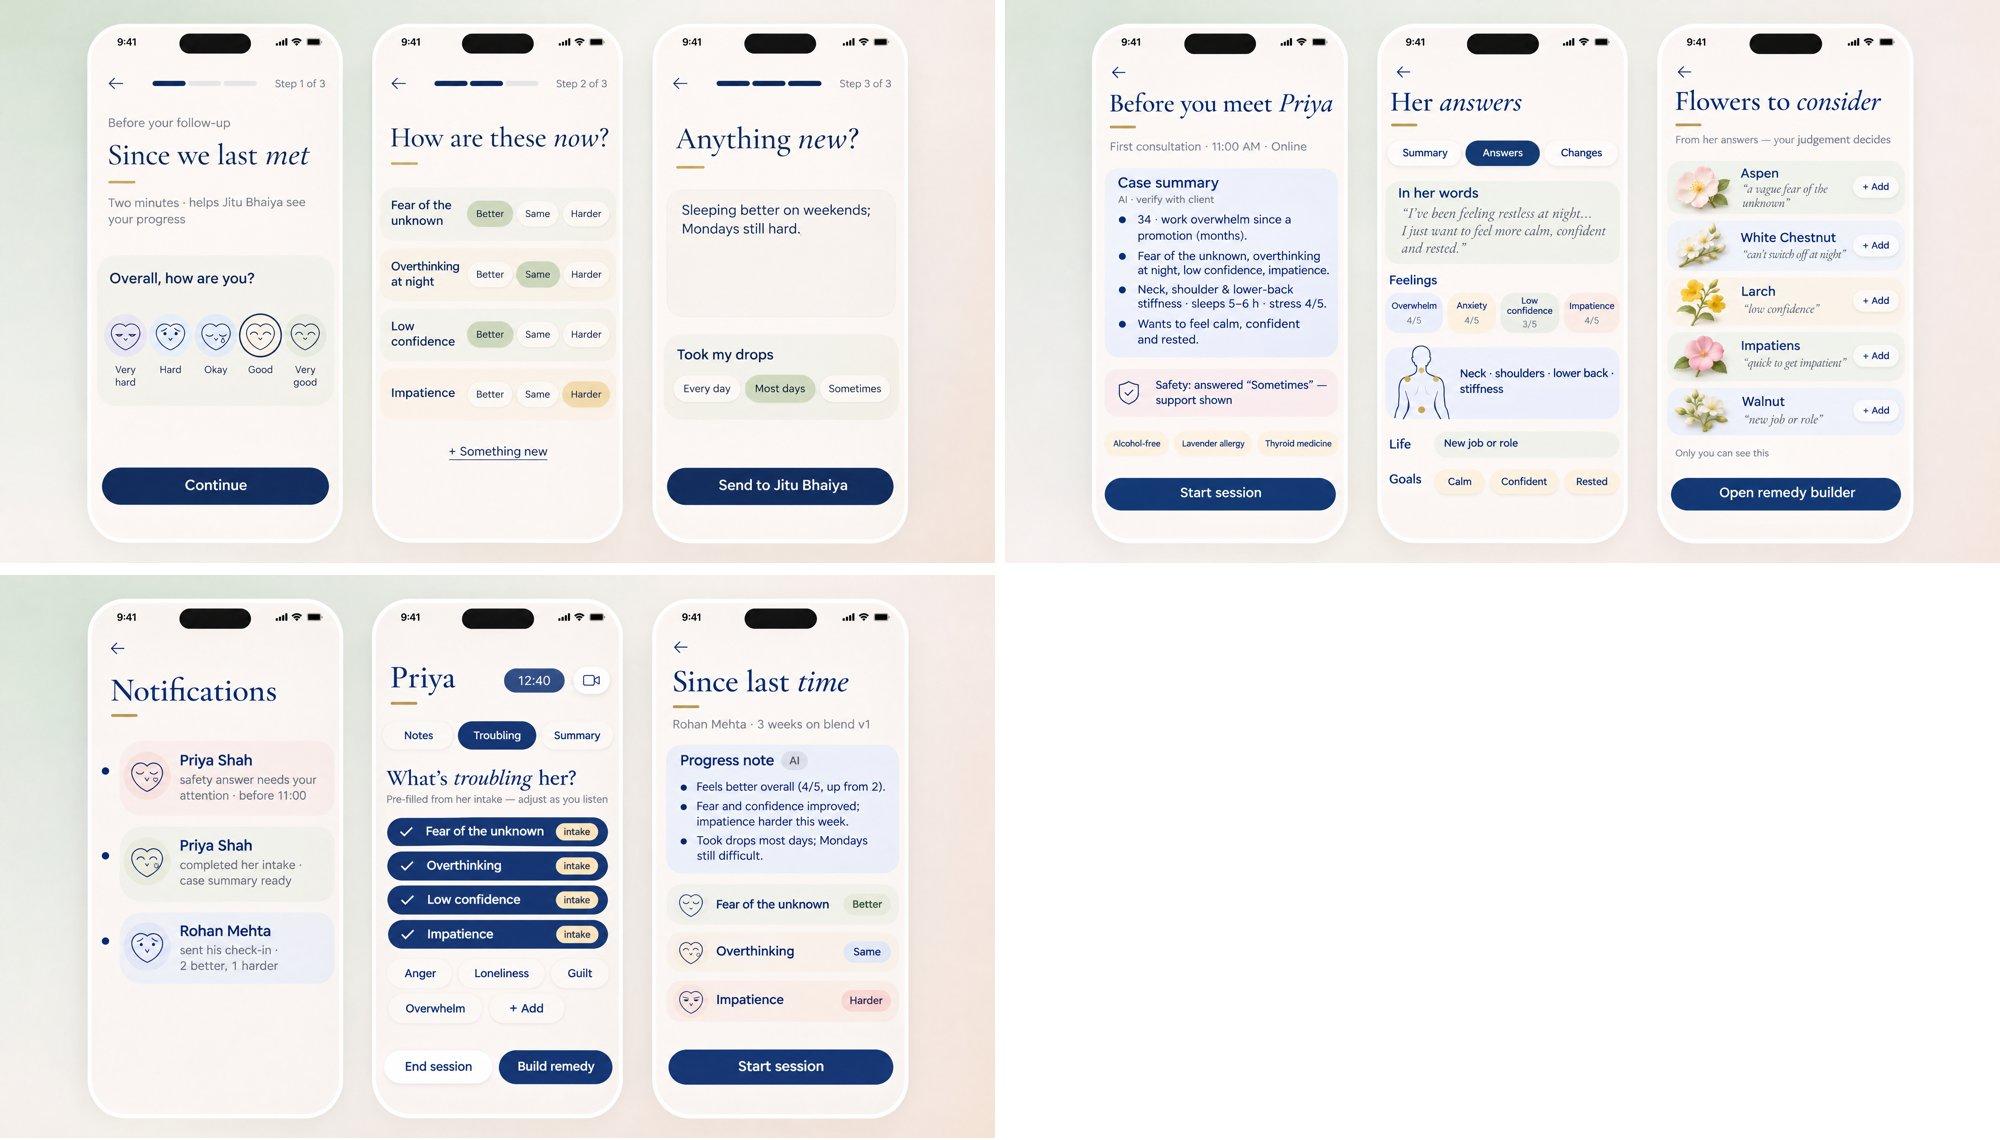 9:41
Step 1 of 3
Before your follow-up
Since we last met
Two minutes · helps Jitu Bhaiya see
your progress
Overall, how are you?
Very hard
Hard
Okay
Good
Very good
Continue
9:41
Step 2 of 3
How are these now?
Fear of the unknown
Better Same Harder
Overthinking at night
Better Same Harder
Low confidence
Better Same Harder
Impatience
Better Same Harder
+ Something new
9:41
Step 3 of 3
Anything new?
Sleeping better on weekends;
Mondays still hard.
Took my drops
Every day Most days Sometimes
Send to Jitu Bhaiya
9:41
Before you meet Priya
First consultation · 11:00 AM · Online
Case summary
AI · verify with client
34 · work overwhelm since a
promotion (months).
Fear of the unknown, overthinking
at night, low confidence, impatience.
Neck, shoulder & lower-back
stiffness · sleeps 5–6 h · stress 4/5.
Wants to feel calm, confident
and rested.
Safety: answered “Sometimes” —
support shown
Alcohol-free Lavender allergy Thyroid medicine
Start session
9:41
Her answers
Summary Answers Changes
In her words
“I’ve been feeling restless at night…
I just want to feel more calm, confident
and rested.”
Feelings
Overwhelm 4/5
Anxiety 4/5
Low confidence 3/5
Impatience 4/5
Neck · shoulders · lower back ·
stiffness
Life New job or role
Goals Calm Confident Rested
9:41
Flowers to consider
From her answers — your judgement decides
Aspen
“a vague fear of the
unknown”
+ Add
White Chestnut
“can’t switch off at night”
+ Add
Larch
“low confidence”
+ Add
Impatiens
“quick to get impatient”
+ Add
Walnut
“new job or role”
+ Add
Only you can see this
Open remedy builder
9:41
Notifications
Priya Shah
safety answer needs your
attention · before 11:00
Priya Shah
completed her intake ·
case summary ready
Rohan Mehta
sent his check-in ·
2 better, 1 harder
9:41
Priya
12:40
Notes Troubling Summary
What’s troubling her?
Pre-filled from her intake — adjust as you listen
Fear of the unknown intake
Overthinking intake
Low confidence intake
Impatience intake
Anger Loneliness Guilt
Overwhelm + Add
End session Build remedy
9:41
Since last time
Rohan Mehta · 3 weeks on blend v1
Progress note AI
Feels better overall (4/5, up from 2).
Fear and confidence improved;
impatience harder this week.
Took drops most days; Mondays
still difficult.
Fear of the unknown Better
Overthinking Same
Impatience Harder
Start session